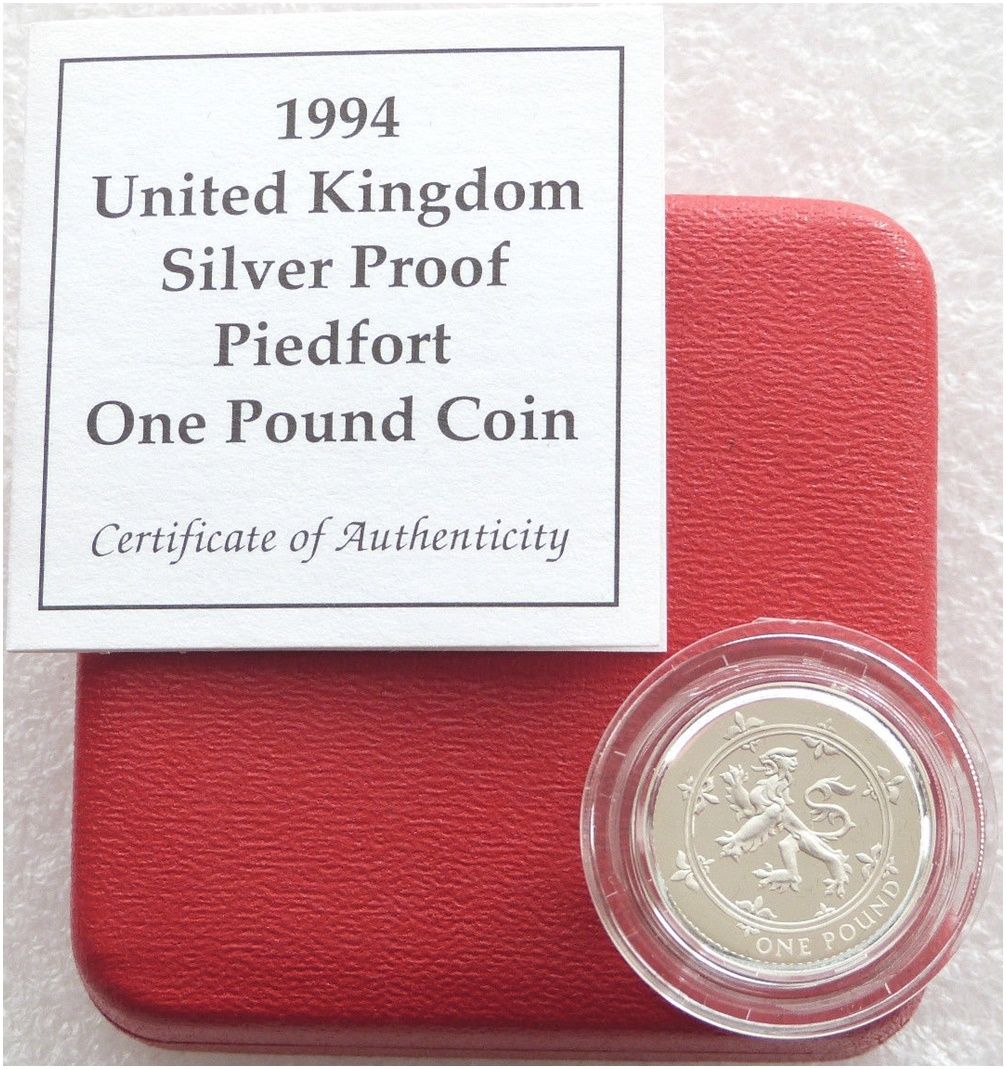 1994
United Kingdom
Silver Proof
Piedfort
One Pound Coin
Certificate of Authenticity
ONE POUND